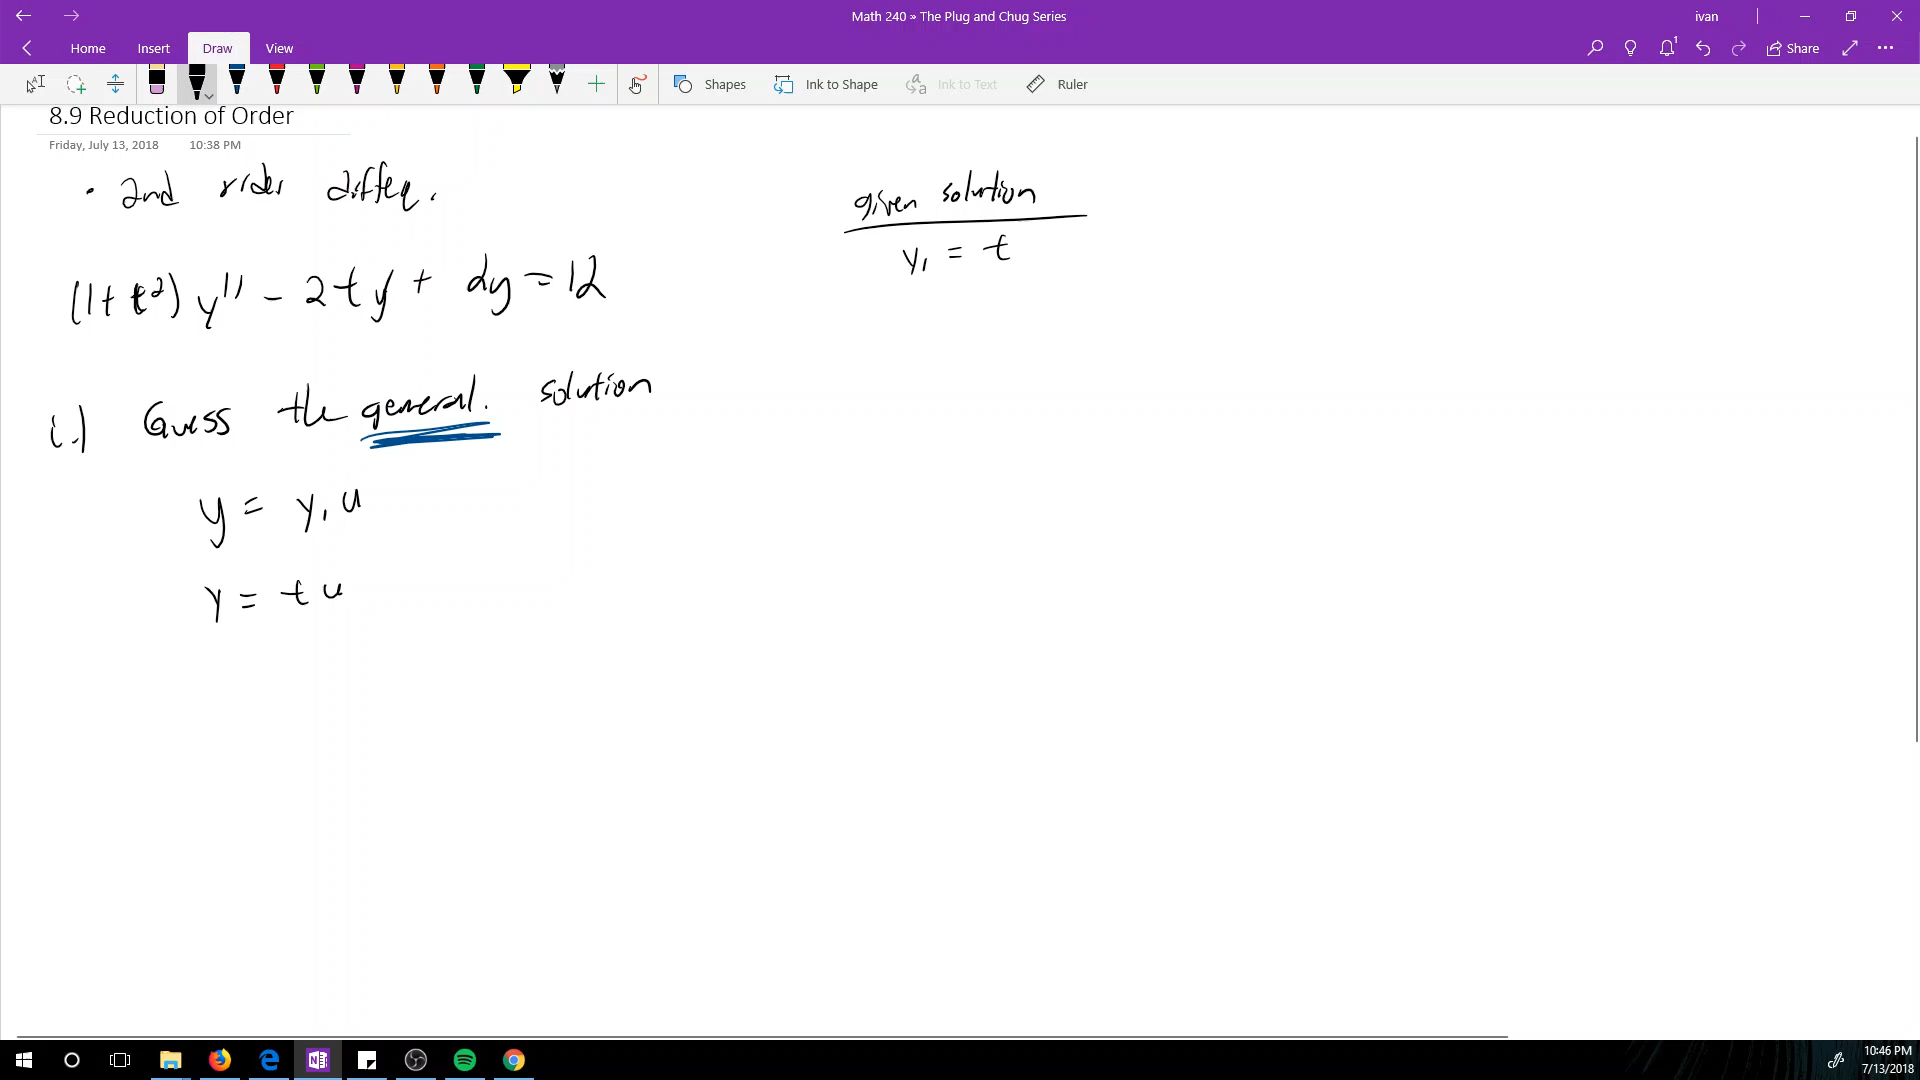 Math 240 » The Plug and Chug Series
ivan
Home Insert Draw View
1
Share
Shapes
Ink to Shape
Ink to Text
Ruler
8.9 Reduction of Order
Friday, July 13, 2018 10:38 PM
• 2nd order diffeq.
given solution
y₁ = t
(1+t²) y'' - 2ty' + 2y = 12
i.) Guess the general. solution
y = y₁ u
y = t u
10:46 PM
7/13/2018